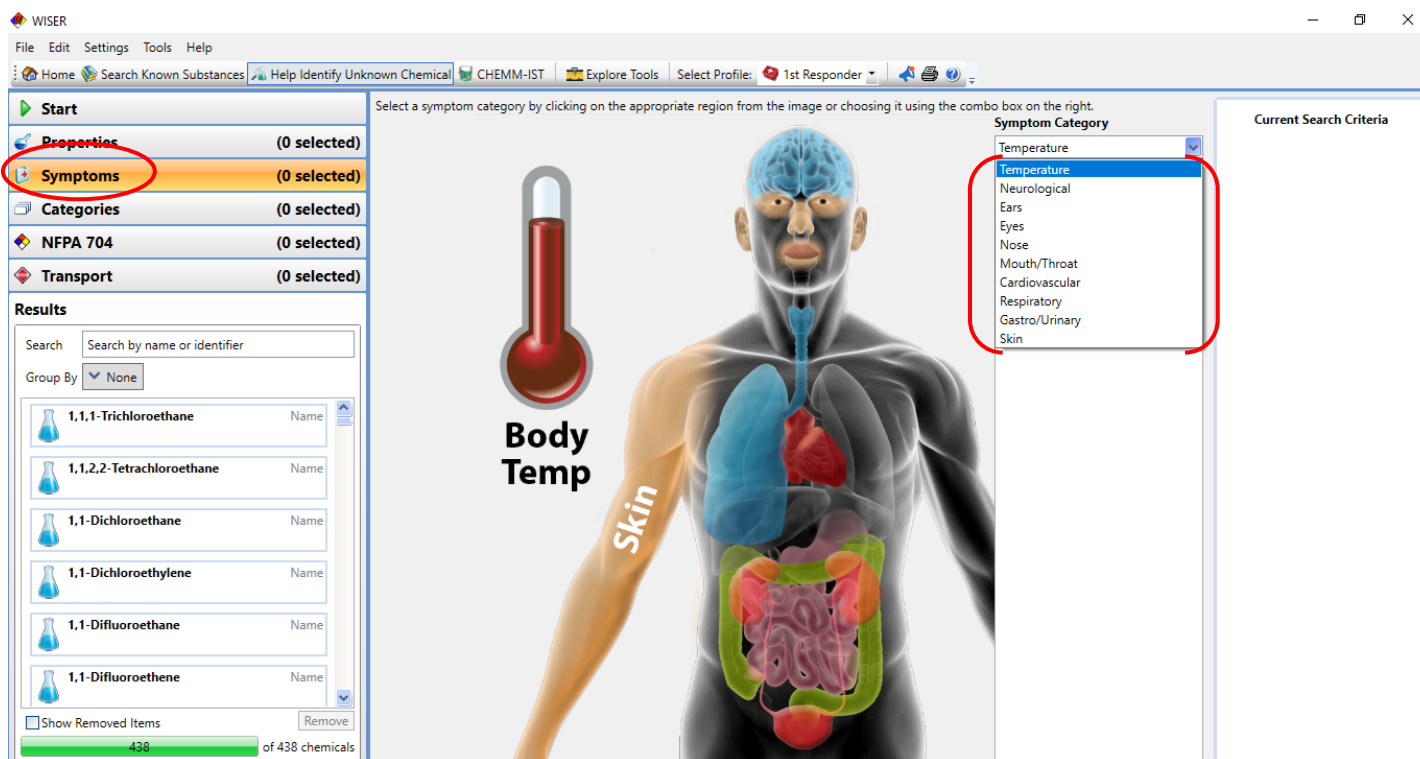 WISER
File Edit Settings Tools Help
Home Search Known Substances Help Identify Unknown Chemical CHEMM-IST Explore Tools Select Profile: 1st Responder
Start
Properties (0 selected)
Symptoms (0 selected)
Categories (0 selected)
NFPA 704 (0 selected)
Transport (0 selected)
Results
Search Search by name or identifier
Group By None
1,1,1-Trichloroethane Name
1,1,2,2-Tetrachloroethane Name
1,1-Dichloroethane Name
1,1-Dichloroethylene Name
1,1-Difluoroethane Name
1,1-Difluoroethene Name
Show Removed Items Remove
438 of 438 chemicals
Select a symptom category by clicking on the appropriate region from the image or choosing it using the combo box on the right.
Body
Temp
Skin
Symptom Category
Temperature
Temperature
Neurological
Ears
Eyes
Nose
Mouth/Throat
Cardiovascular
Respiratory
Gastro/Urinary
Skin
Current Search Criteria